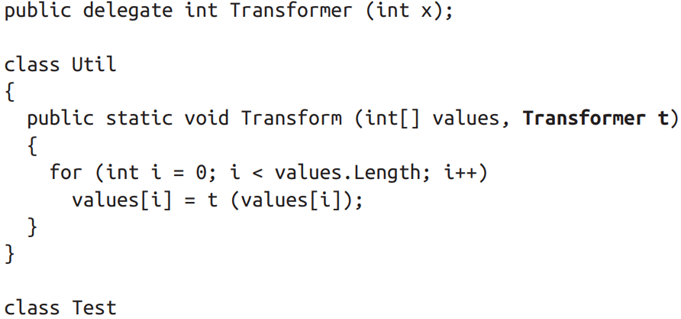 public delegate int Transformer (int x);
class Util
{
public static void Transform (int[] values, Transformer t)
{
for (int i = 0; i < values.Length; i++)
values[i] = t (values[i]);
}
}
class Test